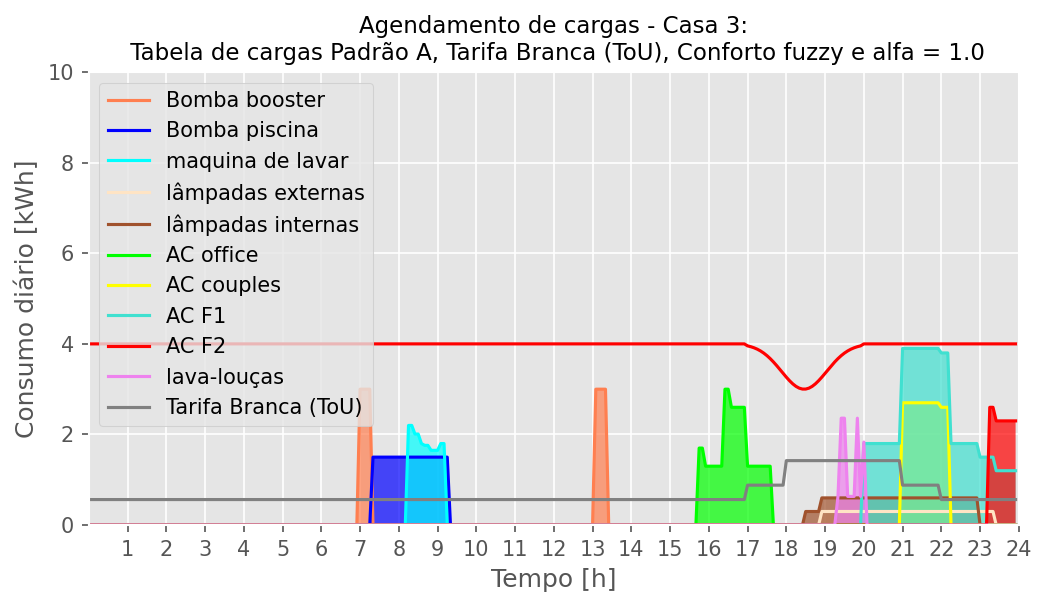 Agendamento de cargas - Casa 3:
Tabela de cargas Padrão A, Tarifa Branca (ToU), Conforto fuzzy e alfa = 1.0
Consumo diário [kWh]
10
8
6
4
2
0
Bomba booster
Bomba piscina
maquina de lavar
lâmpadas externas
lâmpadas internas
AC office
AC couples
AC F1
AC F2
lava-louças
Tarifa Branca (ToU)
1 2 3 4 5 6 7 8 9 10 11 12 13 14 15 16 17 18 19 20 21 22 23 24
Tempo [h]